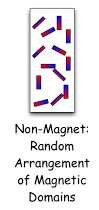 Non-Magnet:
Random
Arrangement
of Magnetic
Domains